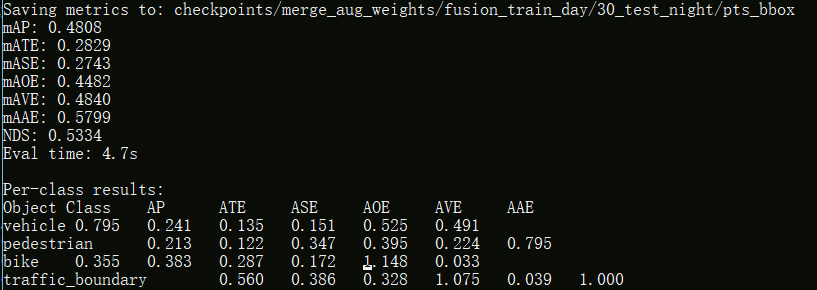 Saving metrics to: checkpoints/merge_aug_weights/fusion_train_day/30_test_night/pts_bbox
mAP: 0.4808
mATE: 0.2829
mASE: 0.2743
mAOE: 0.4482
mAVE: 0.4840
mAAE: 0.5799
NDS: 0.5334
Eval time: 4.7s
Per-class results:
Object Class AP ATE ASE AOE AVE AAE
vehicle 0.795 0.241 0.135 0.151 0.525 0.491
pedestrian 0.213 0.122 0.347 0.395 0.224 0.795
bike 0.355 0.383 0.287 0.172 1.148 0.033
traffic_boundary 0.560 0.386 0.328 1.075 0.039 1.000